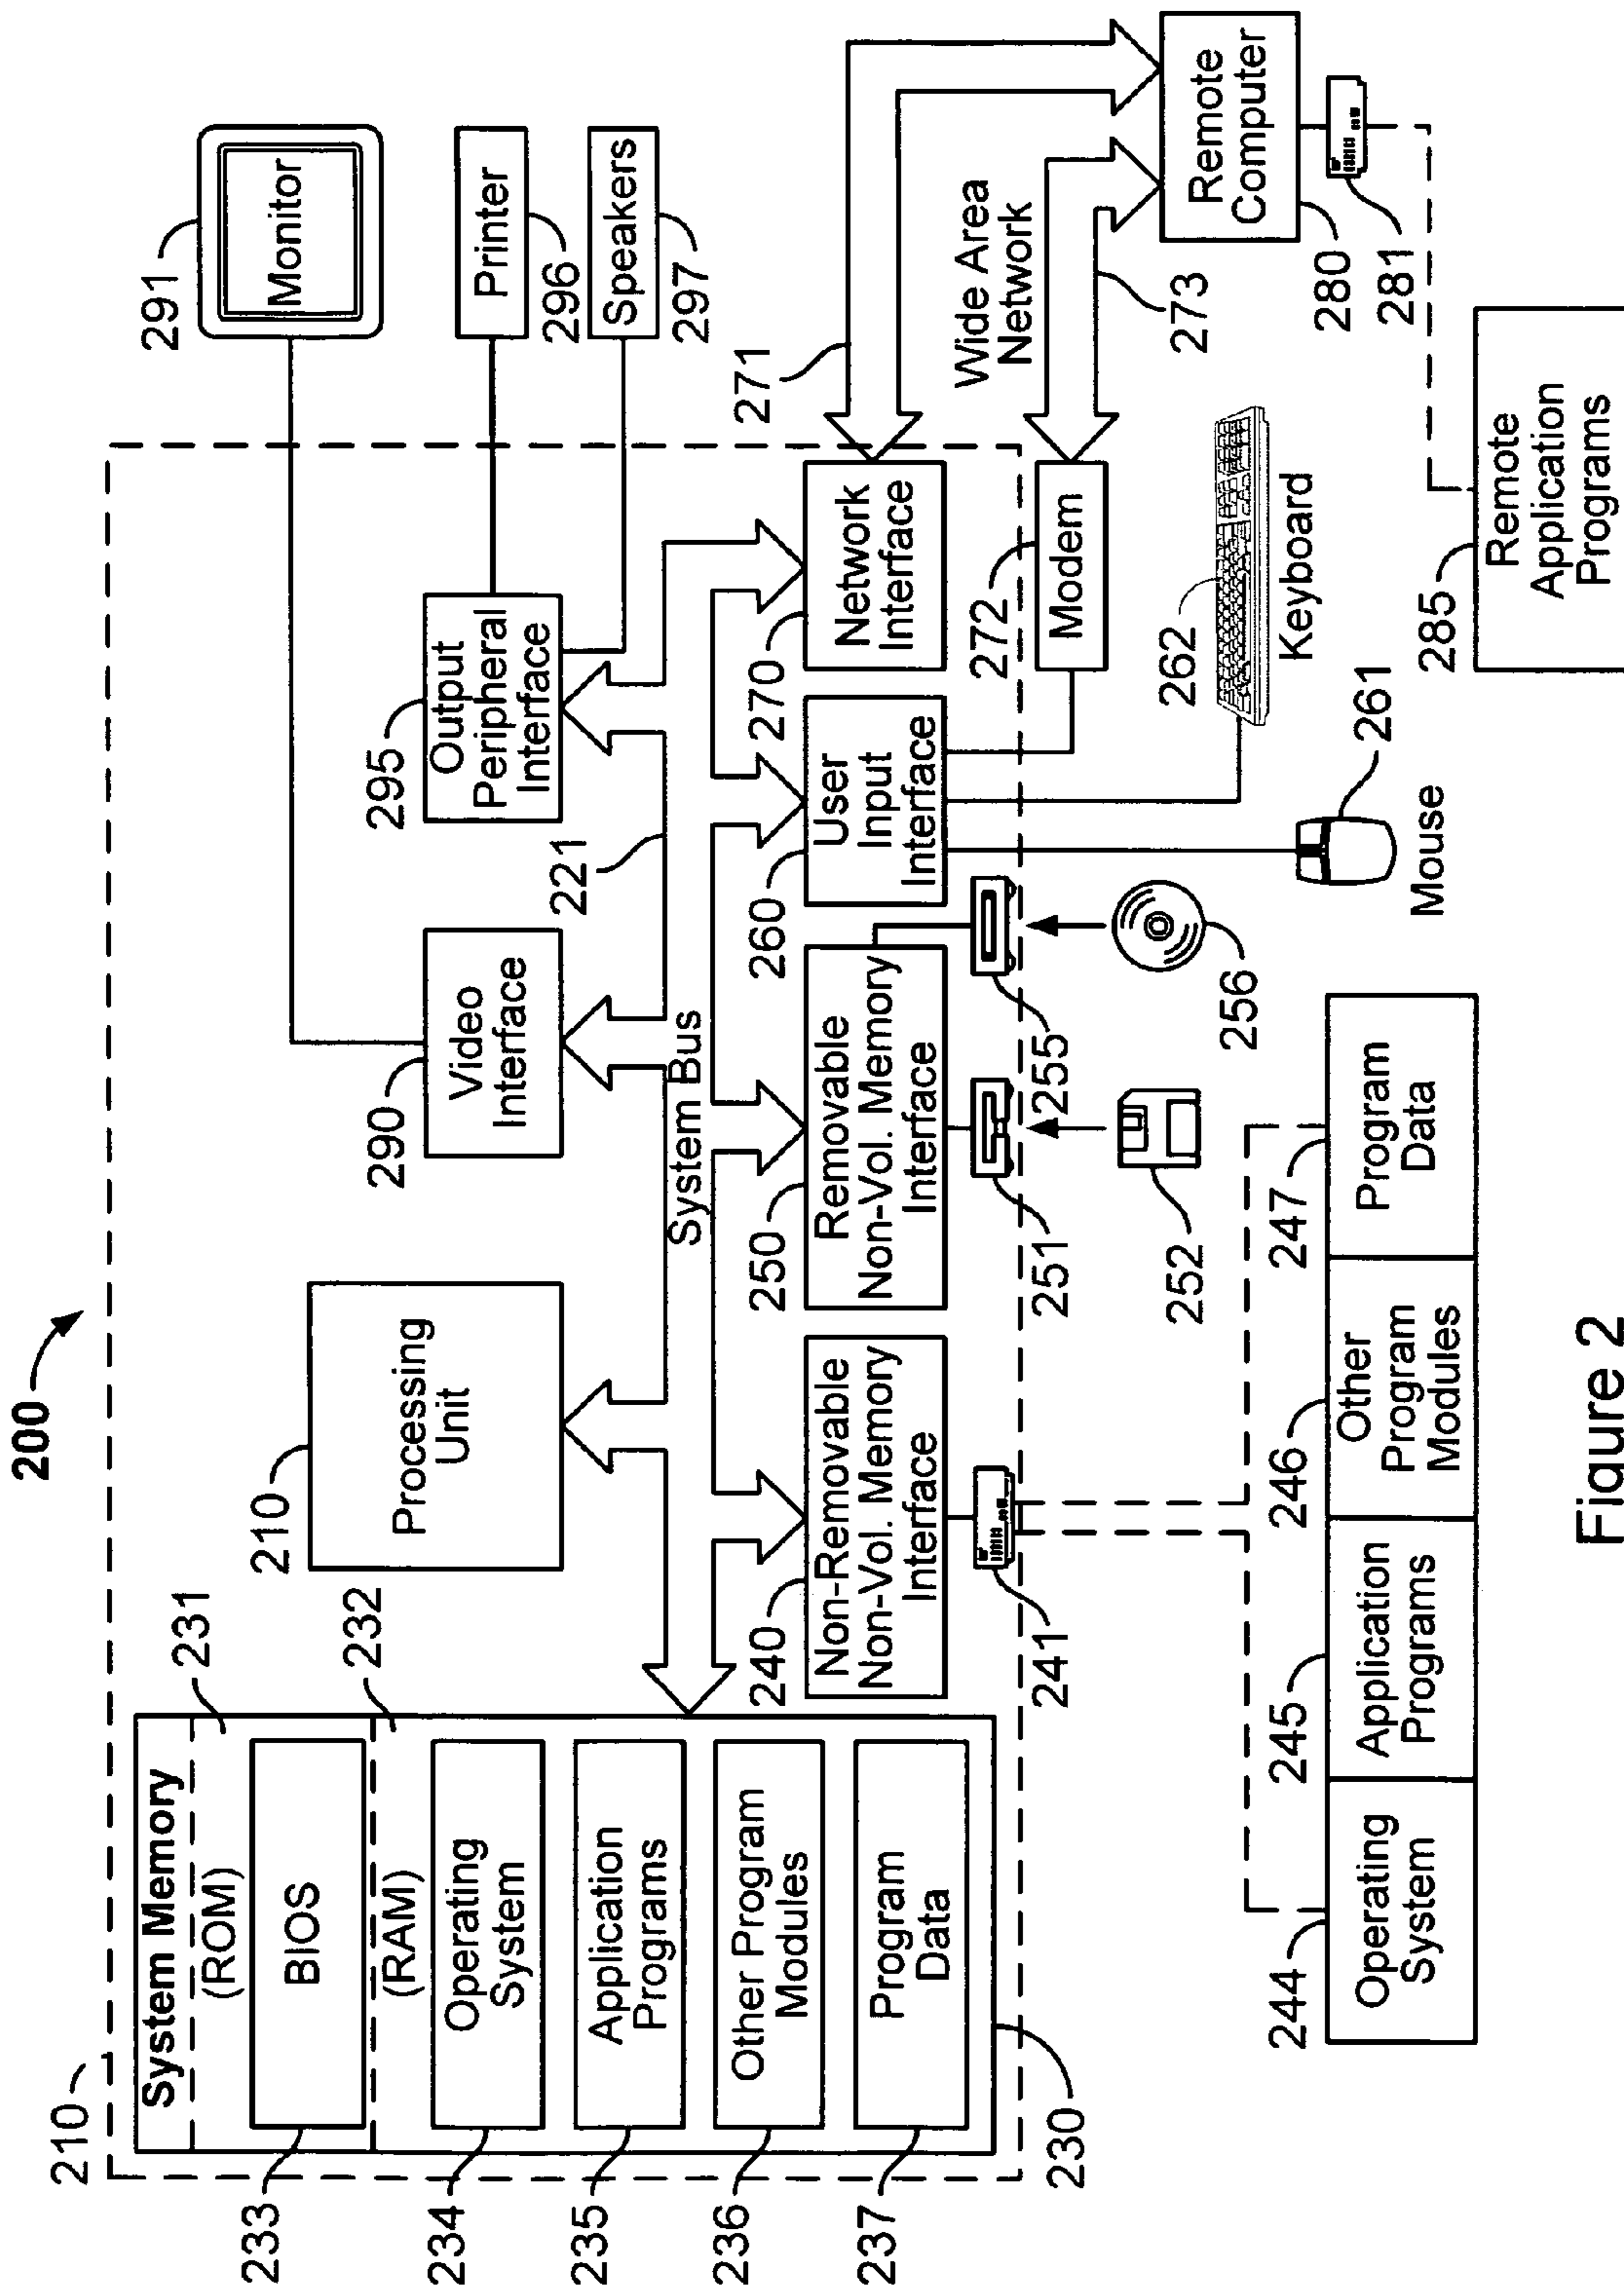 200
210
System Memory
(ROM)
231
BIOS
233
(RAM)
232
Operating
System
234
Application
Programs
235
Other Program
Modules
236
Program
Data
237
230
210
Processing
Unit
290
Video
Interface
295
Output
Peripheral
Interface
291
Monitor
Printer
296
Speakers
297
221
System Bus
240
Non-Removable
Non-Vol. Memory
Interface
250
Removable
Non-Vol. Memory
Interface
260
User
Input
Interface
270
Network
Interface
271
Wide Area
Network
272
Modem
273
Remote
Computer
280
281
241
251
255
252
256
262
Keyboard
261
Mouse
244
Operating
System
245
Application
Programs
246
Other
Program
Modules
247
Program
Data
285
Remote
Application
Programs
Figure 2